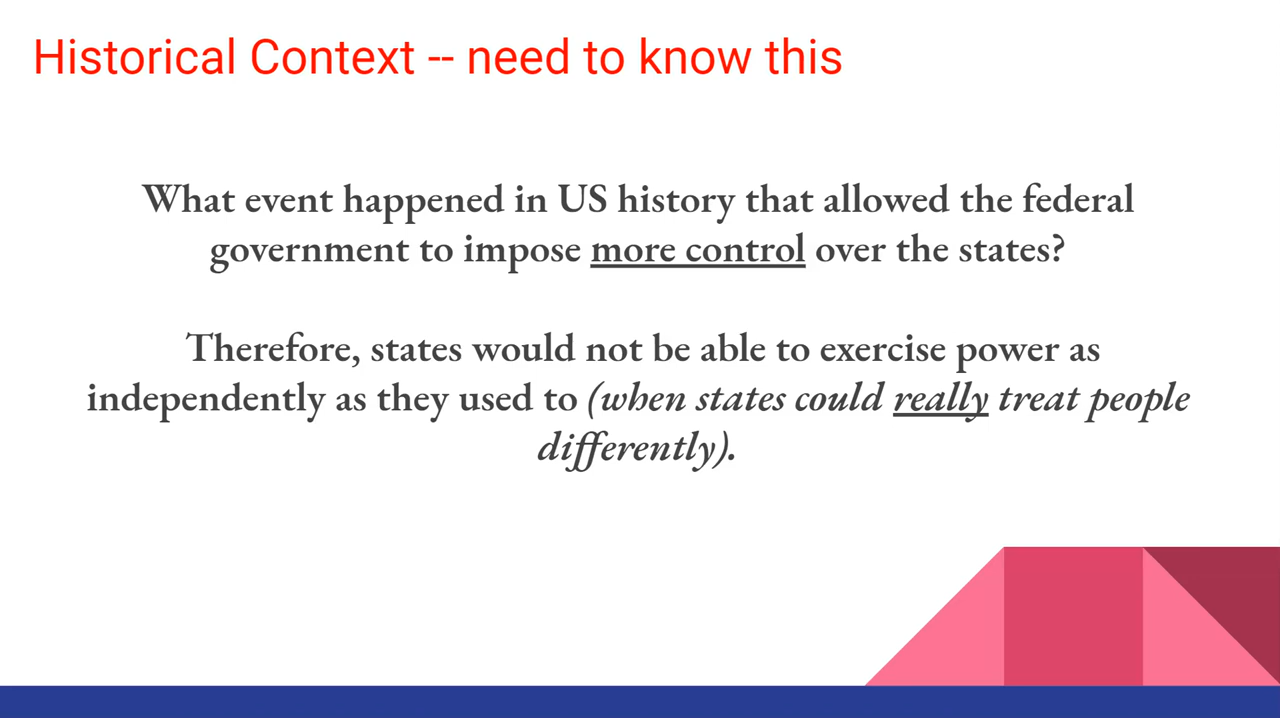 Historical Context -- need to know this
What event happened in US history that allowed the federal
government to impose more control over the states?
Therefore, states would not be able to exercise power as
independently as they used to (when states could really treat people
differently).